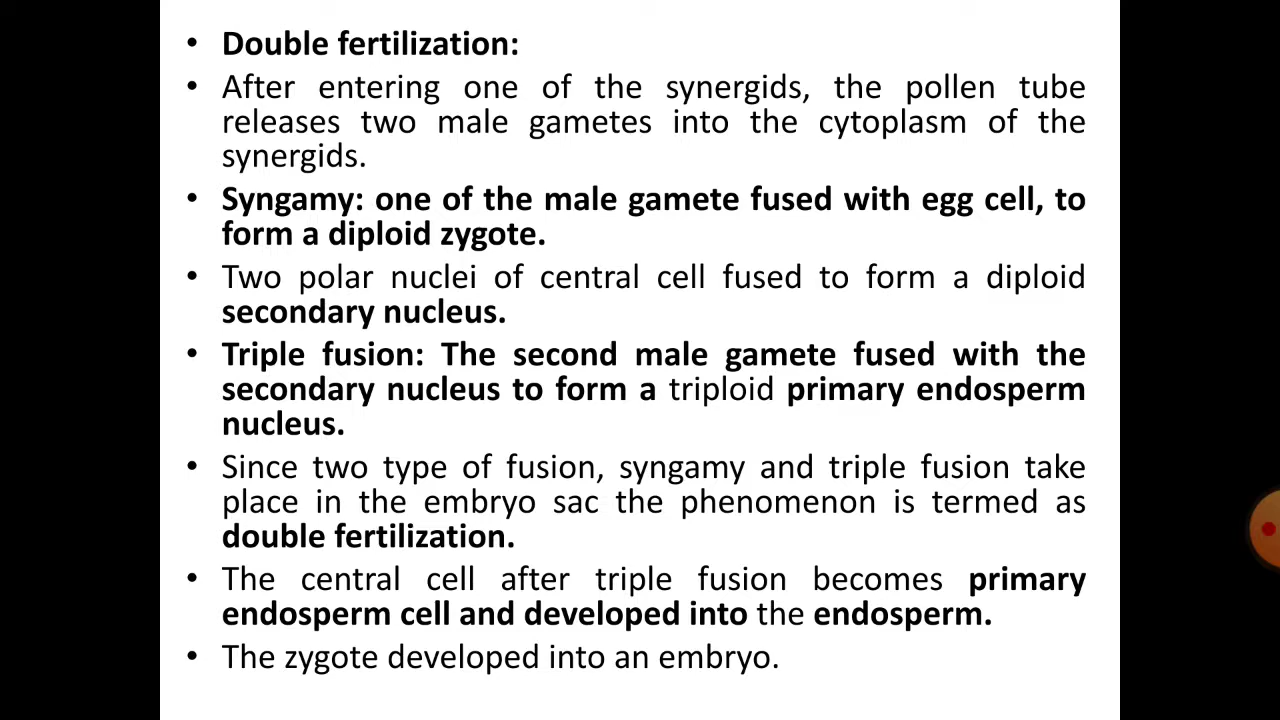 • Double fertilization:
• After entering one of the synergids, the pollen tube
releases two male gametes into the cytoplasm of the
synergids.
• Syngamy: one of the male gamete fused with egg cell, to
form a diploid zygote.
• Two polar nuclei of central cell fused to form a diploid
secondary nucleus.
• Triple fusion: The second male gamete fused with the
secondary nucleus to form a triploid primary endosperm
nucleus.
• Since two type of fusion, syngamy and triple fusion take
place in the embryo sac the phenomenon is termed as
double fertilization.
• The central cell after triple fusion becomes primary
endosperm cell and developed into the endosperm.
• The zygote developed into an embryo.